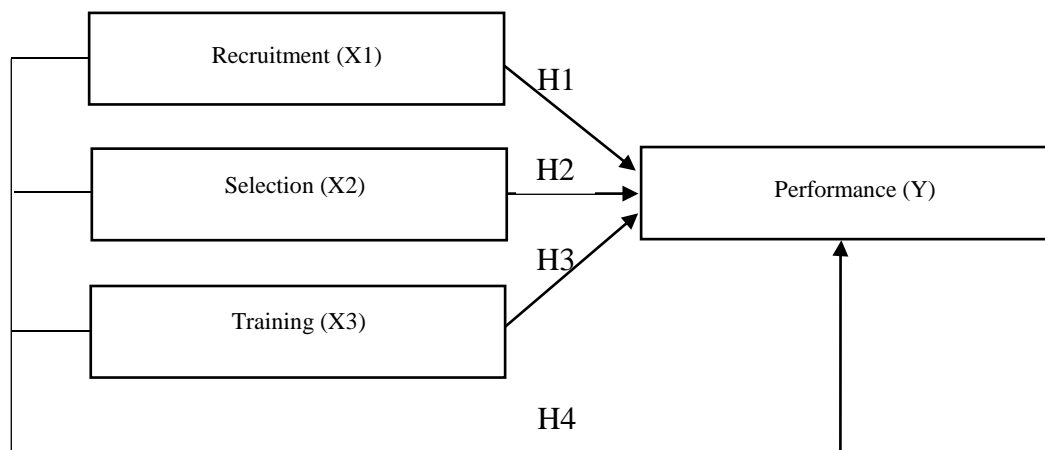 Recruitment (X1)
H1
Selection (X2)
H2
Performance (Y)
H3
Training (X3)
H4